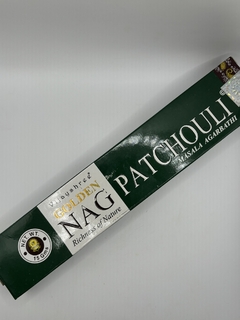 Vijayshree
GOLDEN
NAG
Richness of Nature
PATCHOULI
MASALA AGARBATHI
NET WT
15 Gms